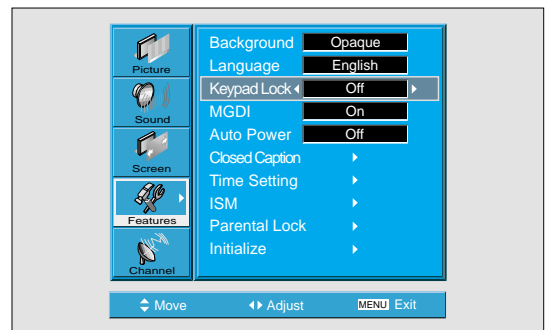 Picture
Sound
Screen
Features
Channel
Background Opaque
Language English
Keypad Lock Off
MGDI On
Auto Power Off
Closed Caption
Time Setting
ISM
Parental Lock
Initialize
Move Adjust MENU Exit